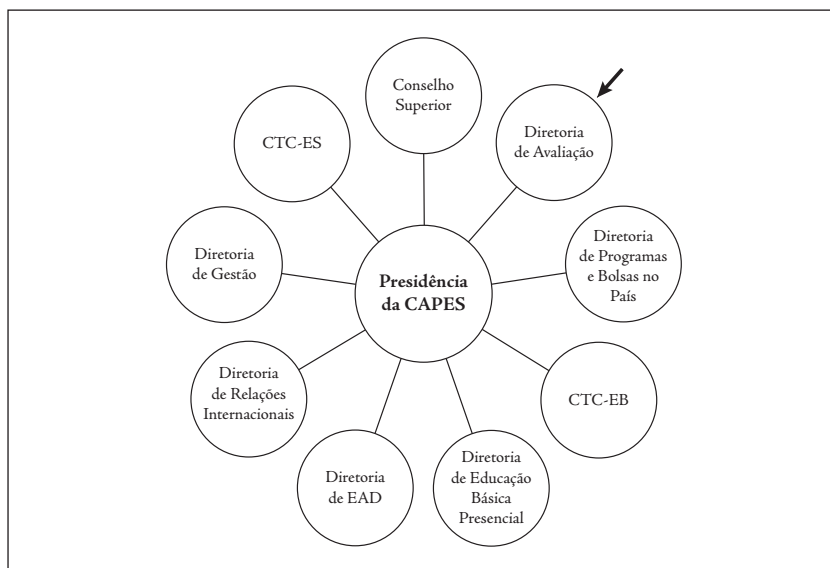 Conselho
Superior
Diretoria
de Avaliação
CTC-ES
Diretoria
de Programas
e Bolsas no
País
Diretoria
de Gestão
Presidência
da CAPES
Diretoria
de Relações
Internacionais
CTC-EB
Diretoria
de EAD
Diretoria
de Educação
Básica
Presencial